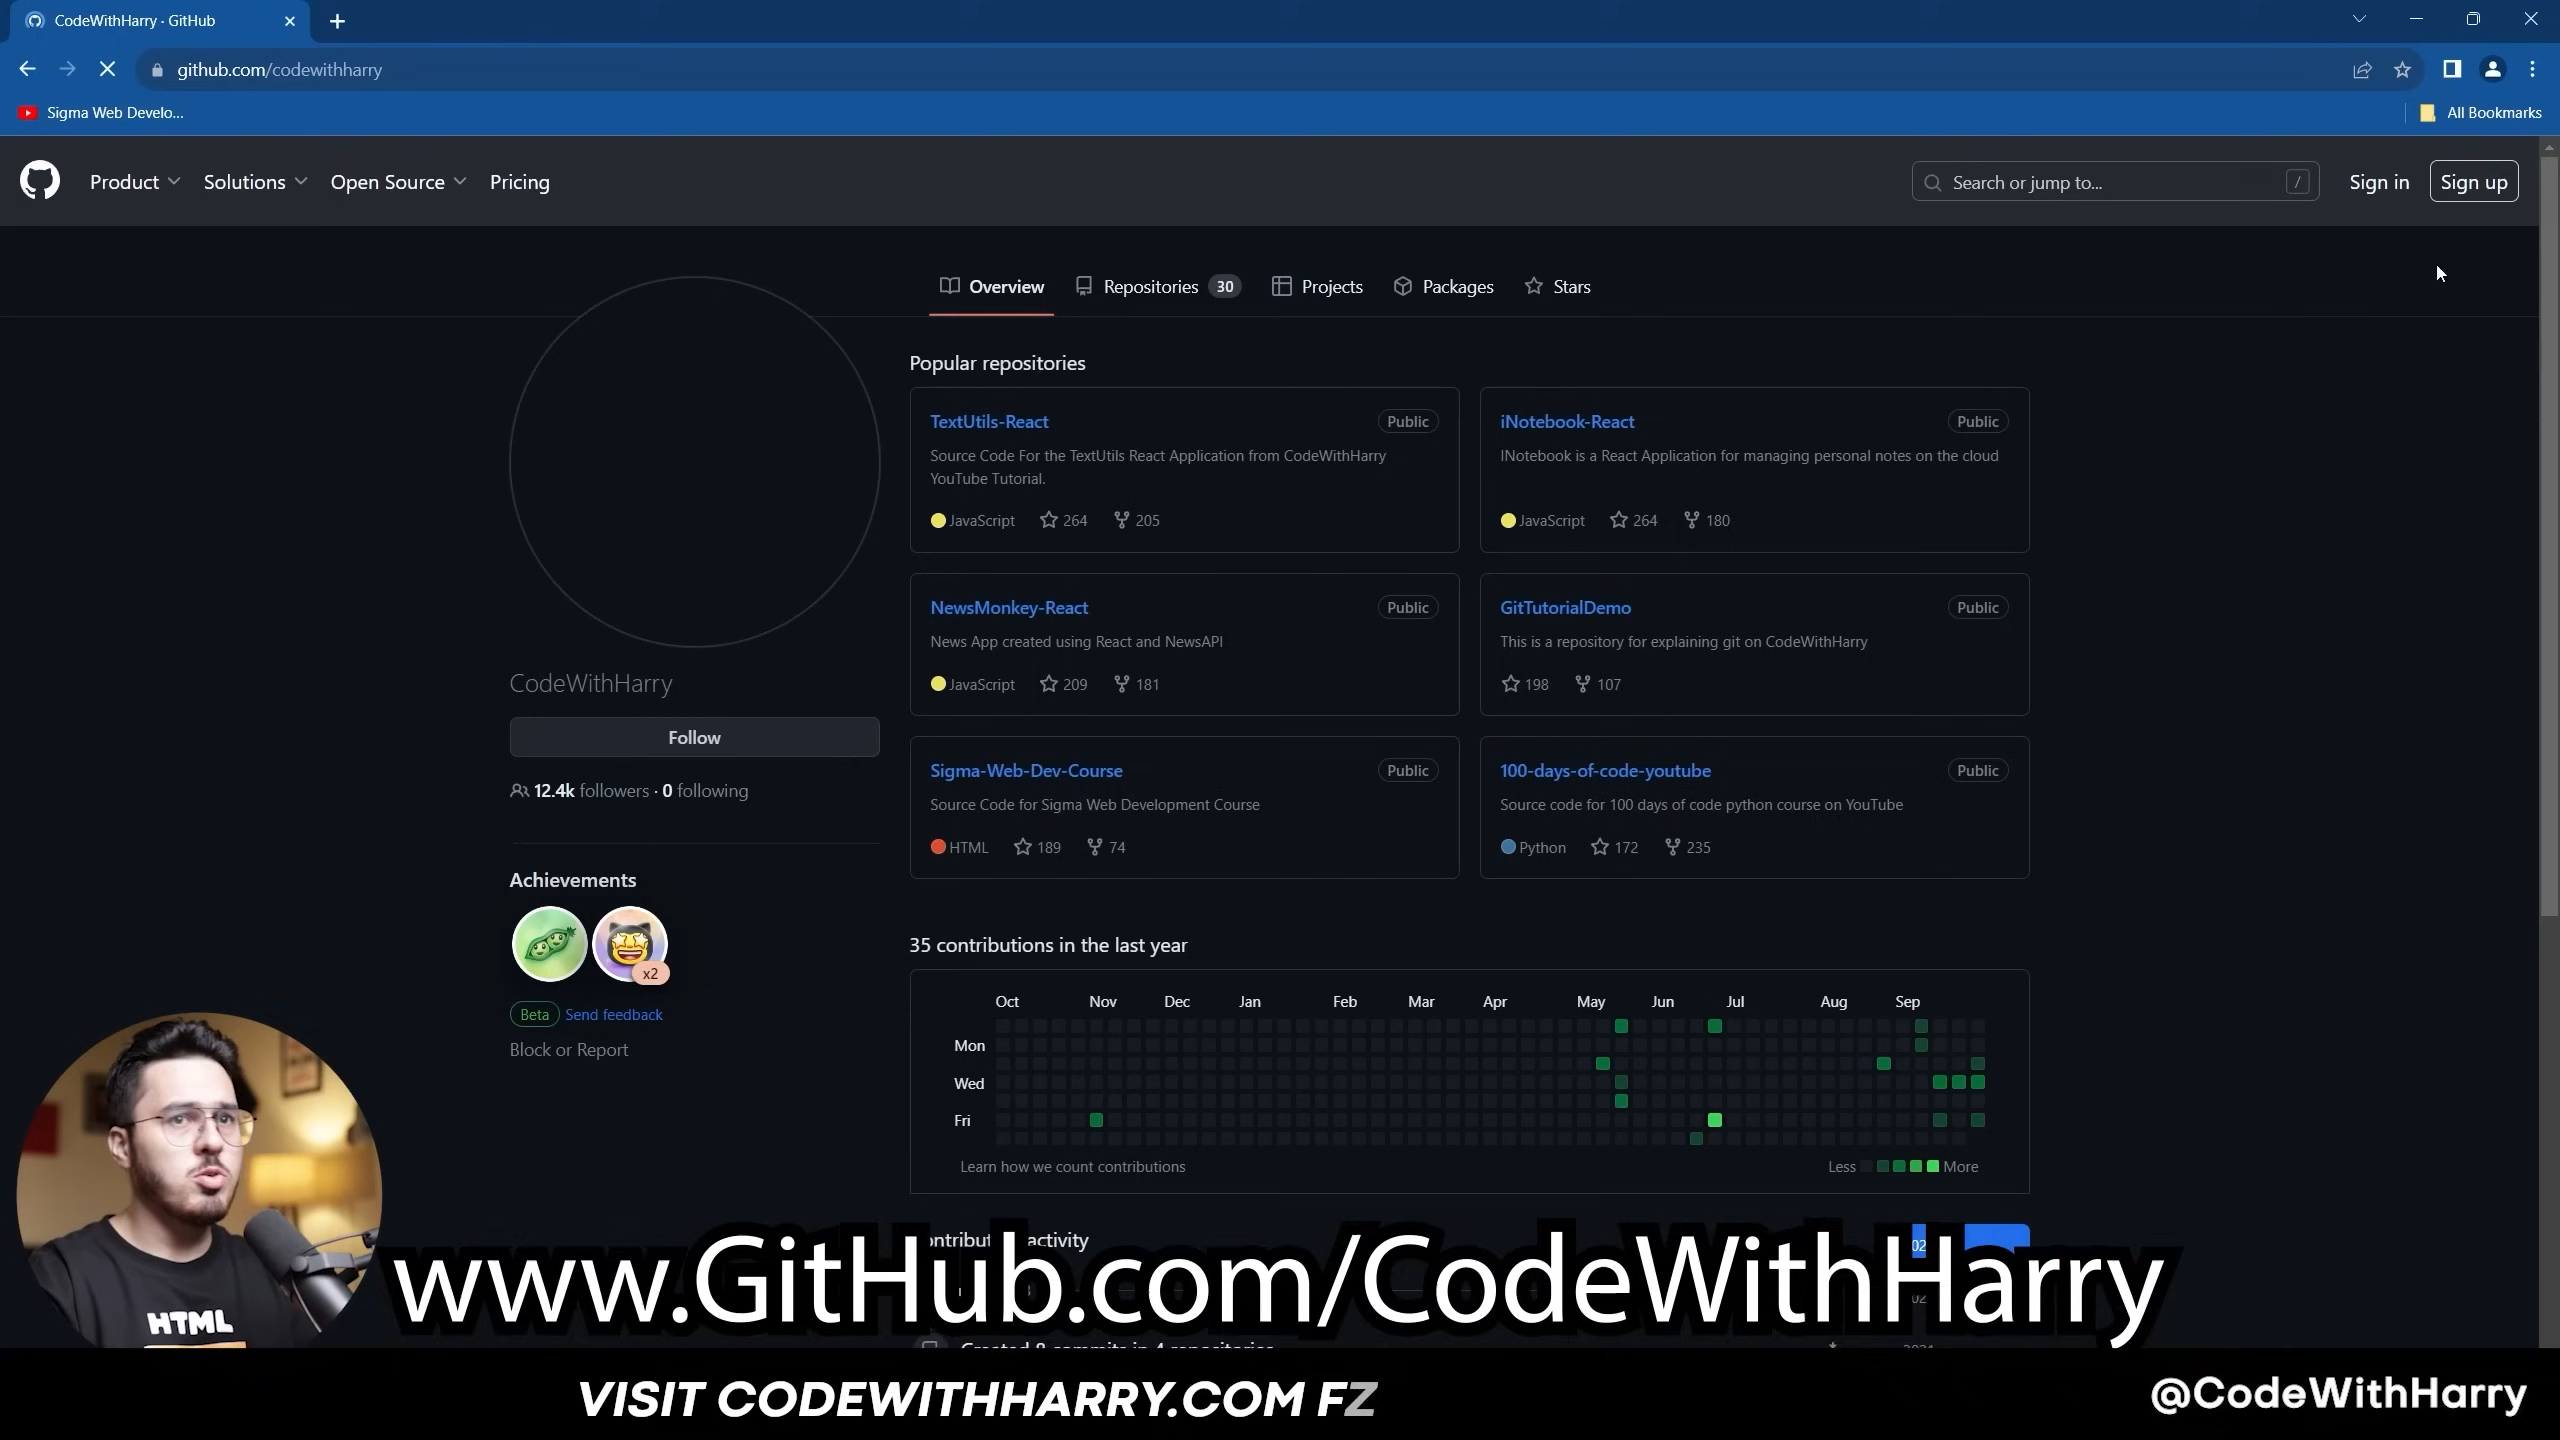 CodeWithHarry · GitHub
github.com/codewithharry
Sigma Web Develo...
All Bookmarks
Product
Solutions
Open Source
Pricing
Search or jump to...
/
Sign in
Sign up
Overview
Repositories 30
Projects
Packages
Stars
CodeWithHarry
Follow
12.4k followers · 0 following
Achievements
x2
Beta Send feedback
Block or Report
Popular repositories
TextUtils-React Public
Source Code For the TextUtils React Application from CodeWithHarry
YouTube Tutorial.
JavaScript 264 205
iNotebook-React Public
INotebook is a React Application for managing personal notes on the cloud
JavaScript 264 180
NewsMonkey-React Public
News App created using React and NewsAPI
JavaScript 209 181
GitTutorialDemo Public
This is a repository for explaining git on CodeWithHarry
198 107
Sigma-Web-Dev-Course Public
Source Code for Sigma Web Development Course
HTML 189 74
100-days-of-code-youtube Public
Source code for 100 days of code python course on YouTube
Python 172 235
35 contributions in the last year
Oct Nov Dec Jan Feb Mar Apr May Jun Jul Aug Sep
Mon
Wed
Fri
Learn how we count contributions
Less More
activity
HTML
www.GitHub.com/CodeWithHarry
Created 8 commits in 4 repositories
VISIT CODEWITHHARRY.COM FZ
@CodeWithHarry